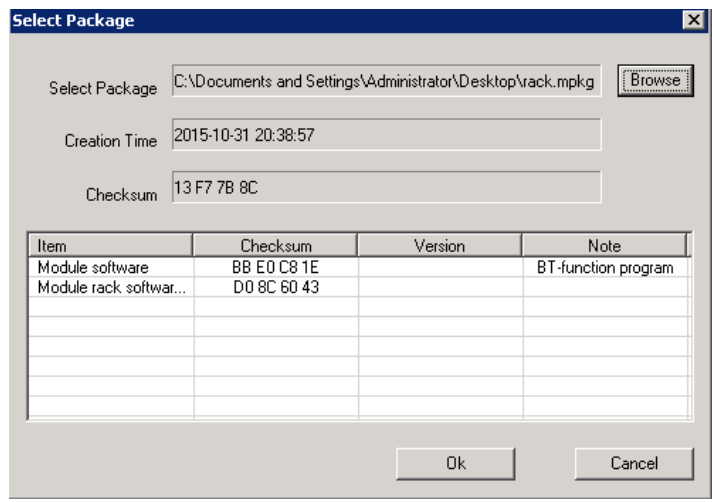 Select Package
Select Package C:\Documents and Settings\Administrator\Desktop\rack.mpkg Browse
Creation Time 2015-10-31 20:38:57
Checksum 13 F7 7B 8C
Item Checksum Version Note
Module software BB E0 C8 1E BT-function program
Module rack softwar... D0 8C 60 43
Ok Cancel